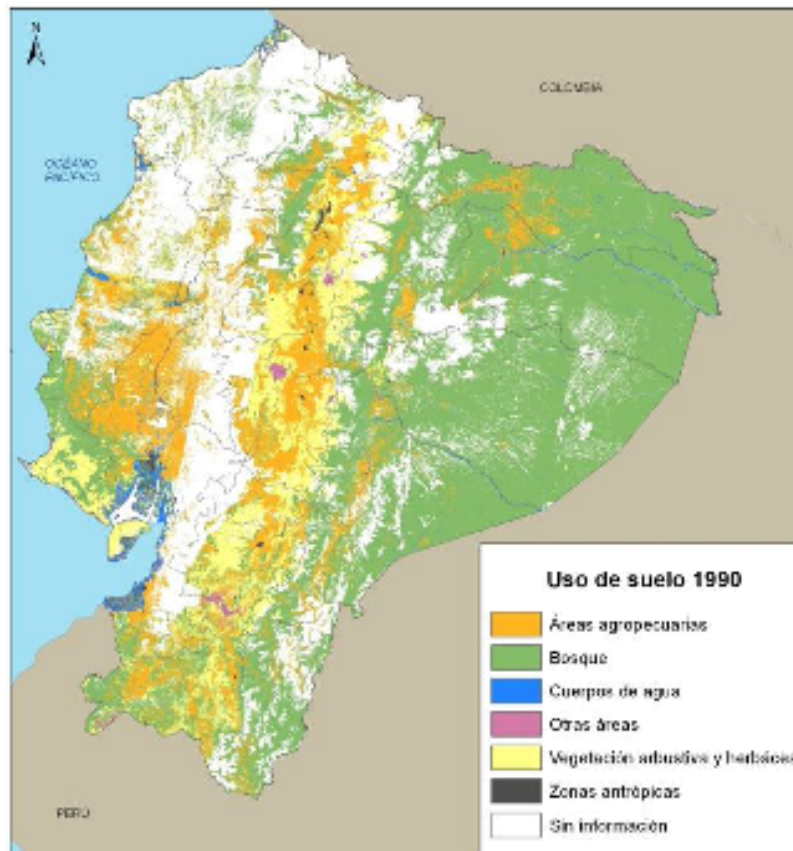 N
COLOMBIA
OCÉANO
PACÍFICO
Uso de suelo 1990
Áreas agropecuarias
Bosque
Cuerpos de agua
Otras áreas
Vegetación arbustiva y herbácea
Zonas antrópicas
Sin información
PERÚ